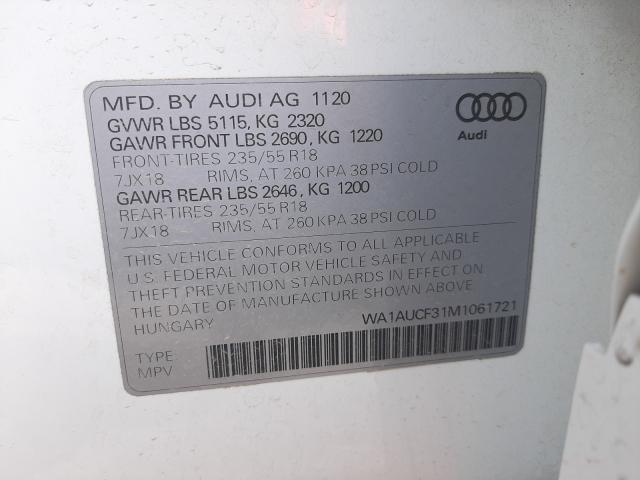 MFD. BY AUDI AG 1120
GVWR LBS 5115, KG 2320
GAWR FRONT LBS 2690, KG 1220
FRONT-TIRES 235/55 R18
7JX18 RIMS, AT 260 KPA 38 PSI COLD
GAWR REAR LBS 2646, KG 1200
REAR-TIRES 235/55 R18
7JX18 RIMS, AT 260 KPA 38 PSI COLD
Audi
THIS VEHICLE CONFORMS TO ALL APPLICABLE
U.S. FEDERAL MOTOR VEHICLE SAFETY AND
THEFT PREVENTION STANDARDS IN EFFECT ON
THE DATE OF MANUFACTURE SHOWN ABOVE
HUNGARY
WA1AUCF31M1061721
TYPE
MPV